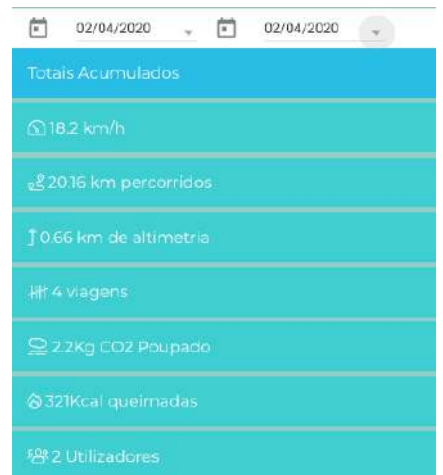 02/04/2020 02/04/2020
Totais Acumulados
18.2 km/h
20.16 km percorridos
0.66 km de altimetria
4 viagens
2.2Kg CO2 Poupado
321Kcal queimadas
2 Utilizadores